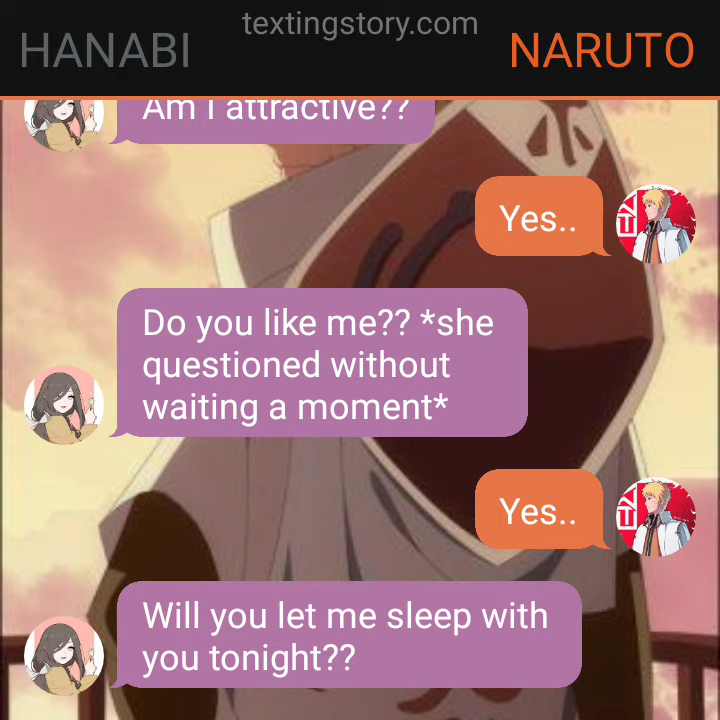 textingstory.com
HANABI
NARUTO
Am I attractive??
Yes..
Do you like me?? *she
questioned without
waiting a moment*
Yes..
Will you let me sleep with
you tonight??